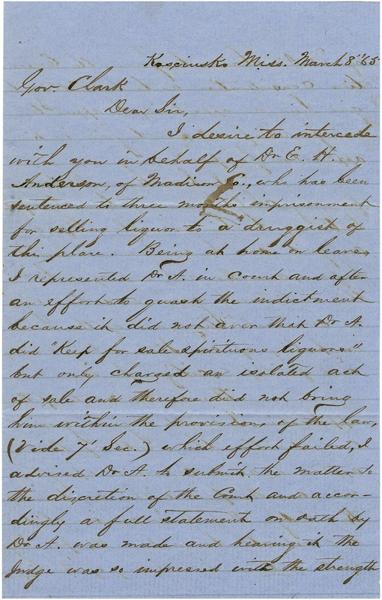 Kosciusko Miss. March 8" 65
Gov. Clark
Dear Sir,
I desire to intercede
with you in behalf of Dr E. H.
Anderson, of Madison Co., who has been
sentenced to three months imprisonment
for selling liquor to a druggist of
this place. Being at home on leave,
I represented Dr A. in Court and after
an effort to quash the indictment
because it did not aver that Dr A.
did "Keep for sale spirituous liquors"
but only charged an isolated act
of sale and therefore did not bring
him within the provisions of the law,
(Vide 7' Sec.) which effort failed, I
advised Dr A. to submit the matter to
the discretion of the Court and accor-
dingly a full statement on oath by
Dr A. was made and hearing it the
Judge was so impressed with the strength